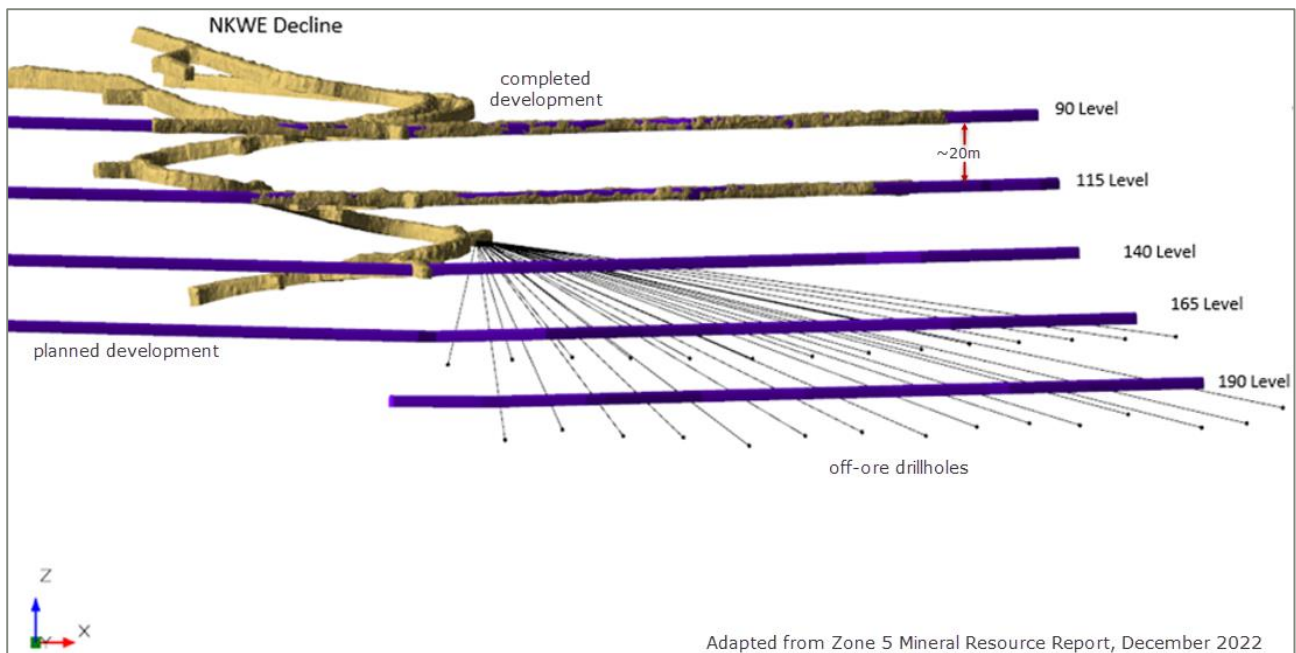 NKWE Decline
completed
development
90 Level
~20m
115 Level
140 Level
165 Level
planned development
190 Level
off-ore drillholes
Z
Y
X
Adapted from Zone 5 Mineral Resource Report, December 2022